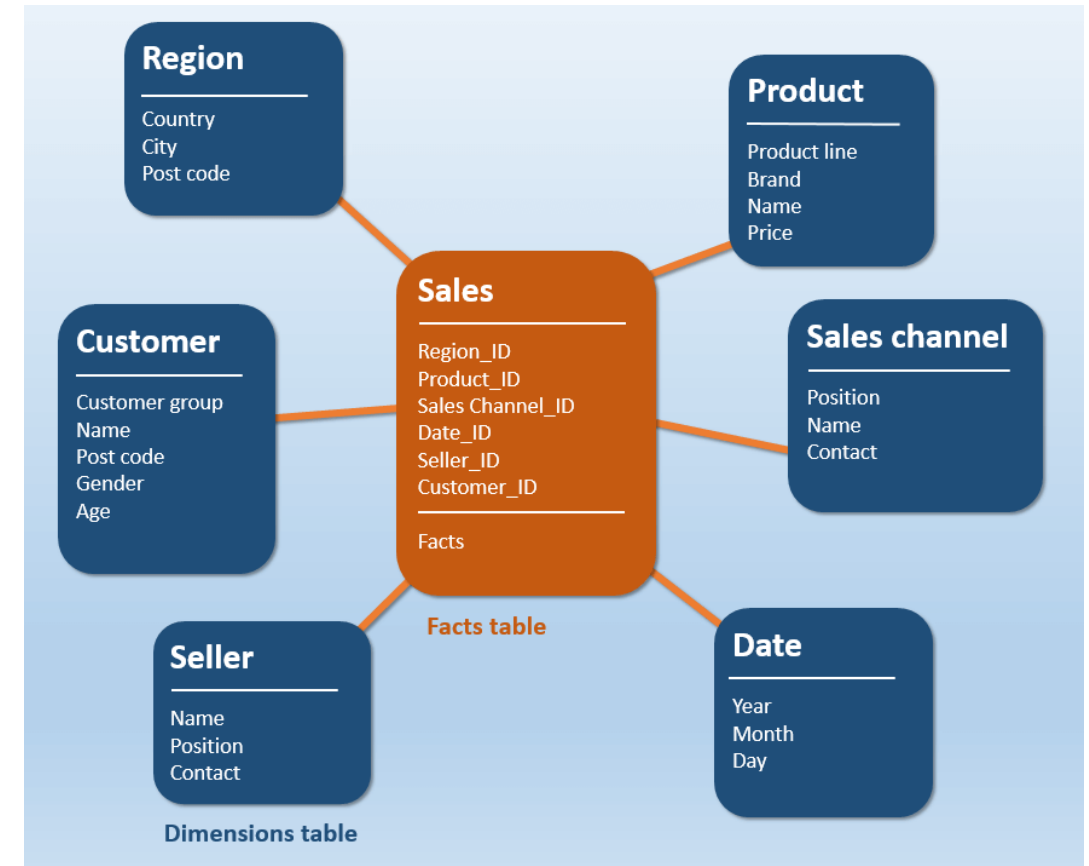 Region
Country
City
Post code
Product
Product line
Brand
Name
Price
Sales
Region_ID
Product_ID
Sales Channel_ID
Date_ID
Seller_ID
Customer_ID
Facts
Facts table
Customer
Customer group
Name
Post code
Gender
Age
Sales channel
Position
Name
Contact
Seller
Name
Position
Contact
Dimensions table
Date
Year
Month
Day